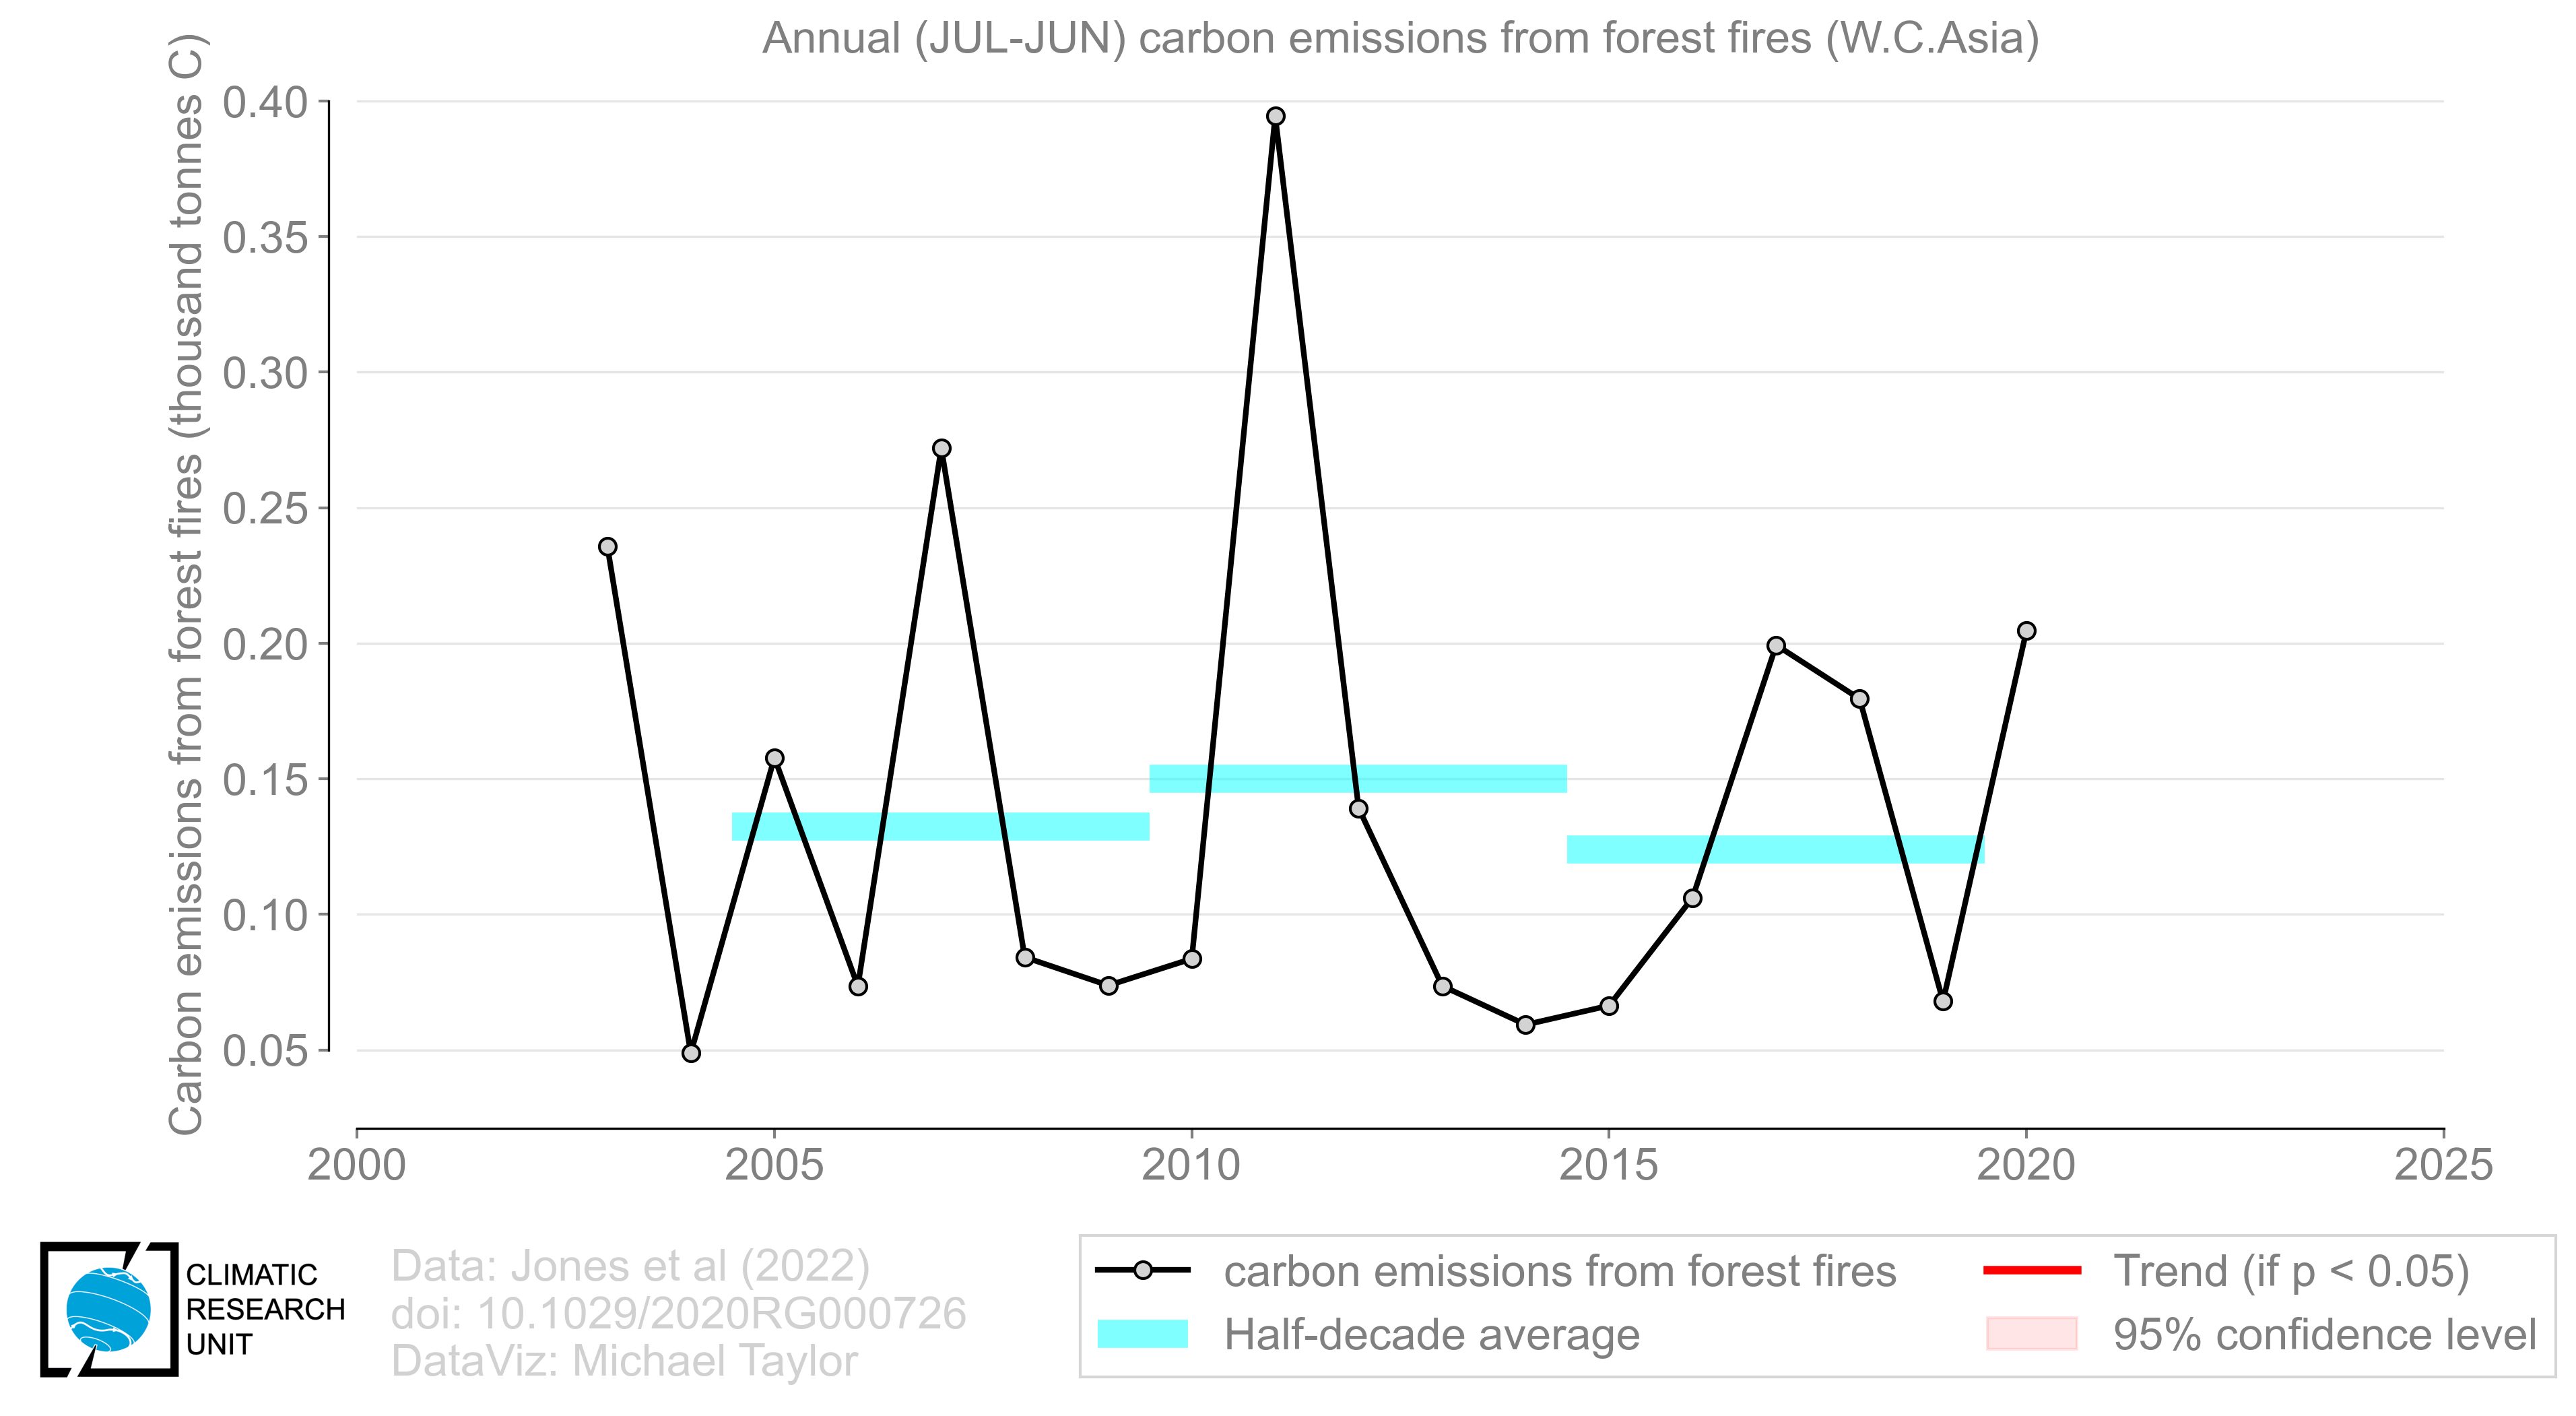 Annual (JUL-JUN) carbon emissions from forest fires (W.C.Asia)
Carbon emissions from forest fires (thousand tonnes C)
0.40
0.35
0.30
0.25
0.20
0.15
0.10
0.05
2000 2005 2010 2015 2020 2025
CLIMATIC
RESEARCH
UNIT
Data: Jones et al (2022)
doi: 10.1029/2020RG000726
DataViz: Michael Taylor
carbon emissions from forest fires
Half-decade average
Trend (if p < 0.05)
95% confidence level